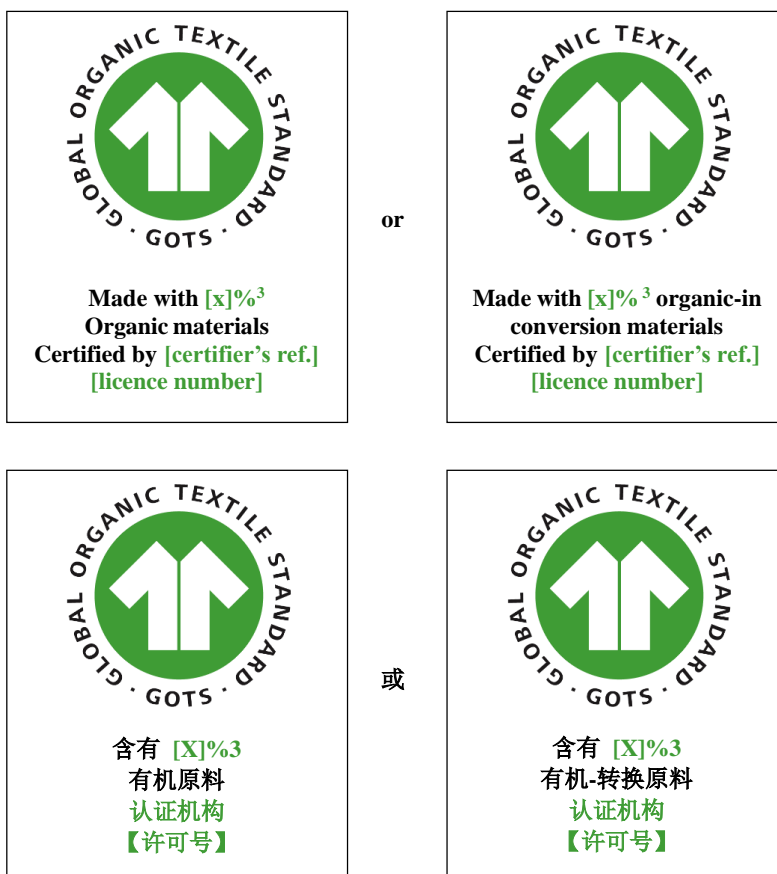 GLOBAL ORGANIC TEXTILE STANDARD · GOTS ·
Made with [x]%³
Organic materials
Certified by [certifier's ref.]
[licence number]
or
GLOBAL ORGANIC TEXTILE STANDARD · GOTS ·
Made with [x]% ³ organic-in
conversion materials
Certified by [certifier's ref.]
[licence number]
GLOBAL ORGANIC TEXTILE STANDARD · GOTS ·
含有 [X]%3
有机原料
认证机构
【许可号】
或
GLOBAL ORGANIC TEXTILE STANDARD · GOTS ·
含有 [X]%3
有机-转换原料
认证机构
【许可号】